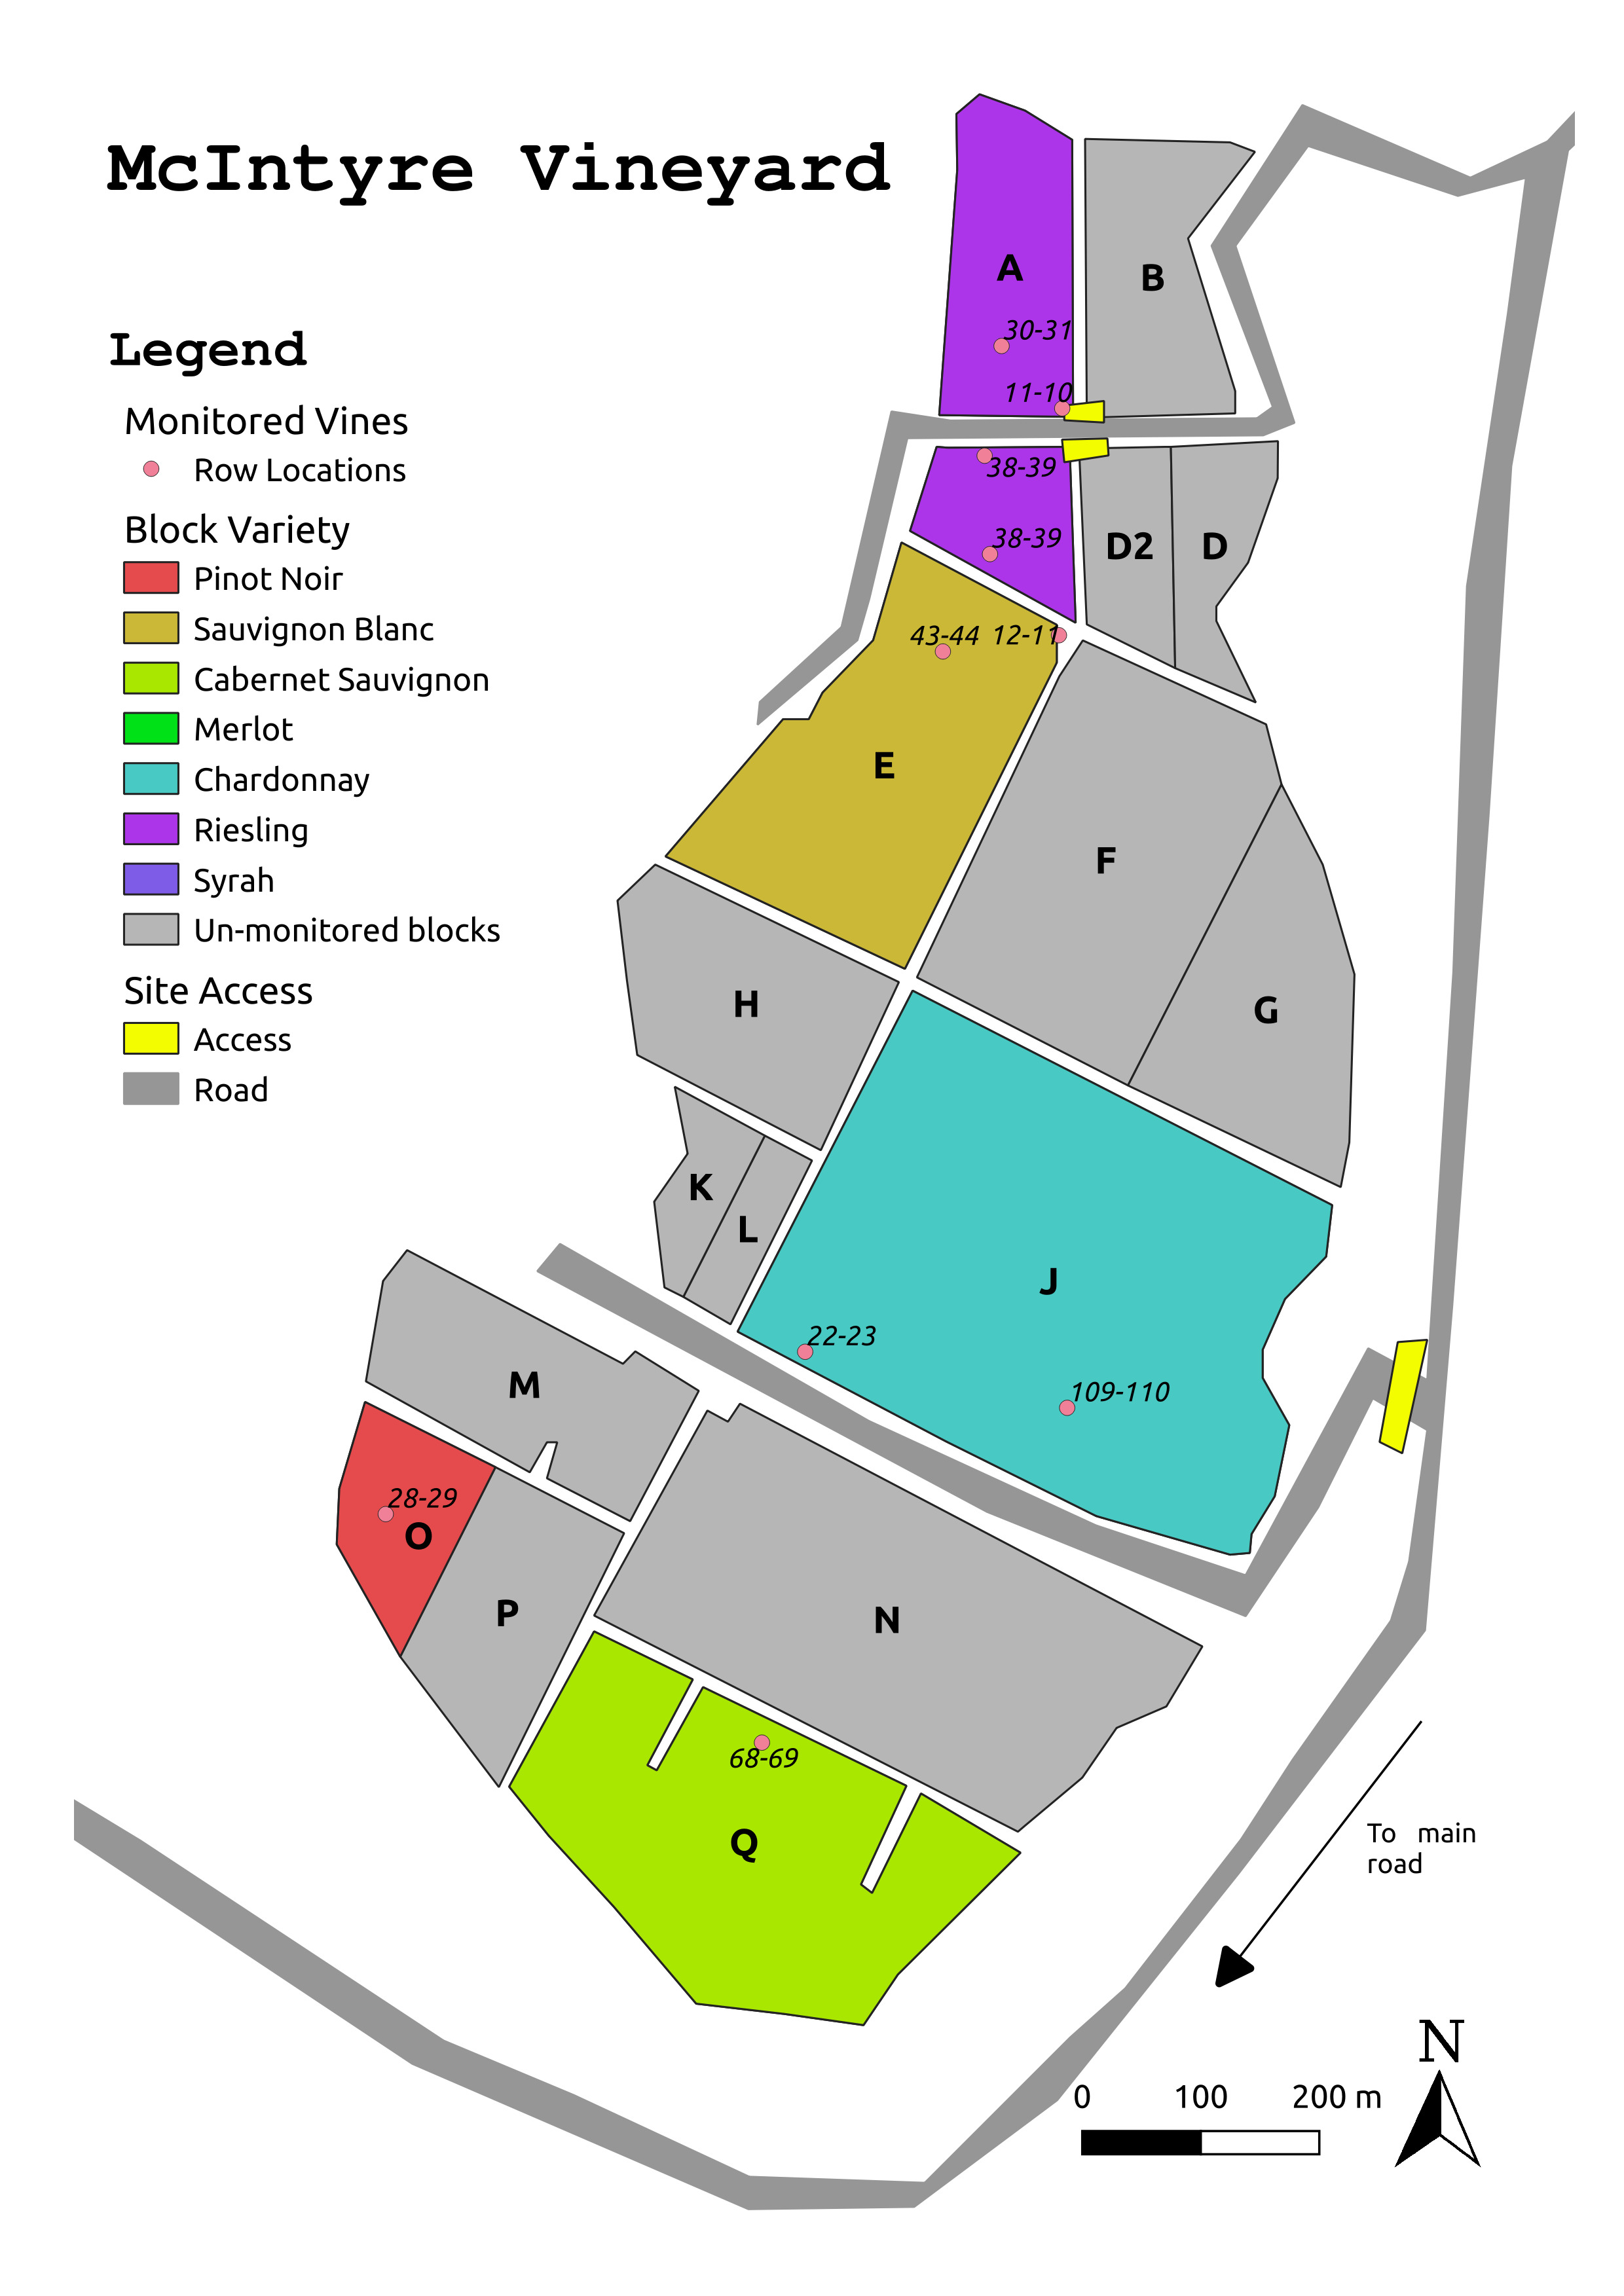 McIntyre Vineyard
Legend
Monitored Vines
Row Locations
Block Variety
Pinot Noir
Sauvignon Blanc
Cabernet Sauvignon
Merlot
Chardonnay
Riesling
Syrah
Un-monitored blocks
Site Access
Access
Road
A
B
30-31
11-10
38-39
38-39
D2
D
43-44
12-11
E
F
H
G
K
L
J
22-23
109-110
M
28-29
O
P
N
68-69
Q
To main
road
N
0 100 200 m